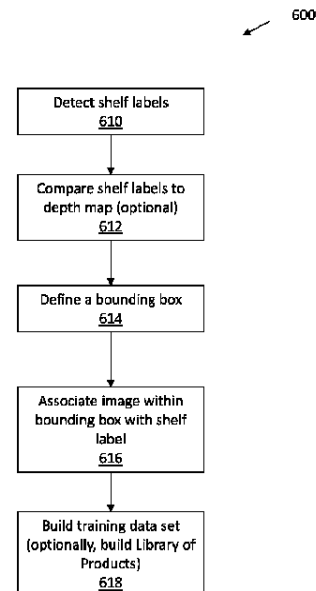 600
Detect shelf labels
610
Compare shelf labels to
depth map (optional)
612
Define a bounding box
614
Associate image within
bounding box with shelf
label
616
Build training data set
(optionally, build Library of
Products)
618